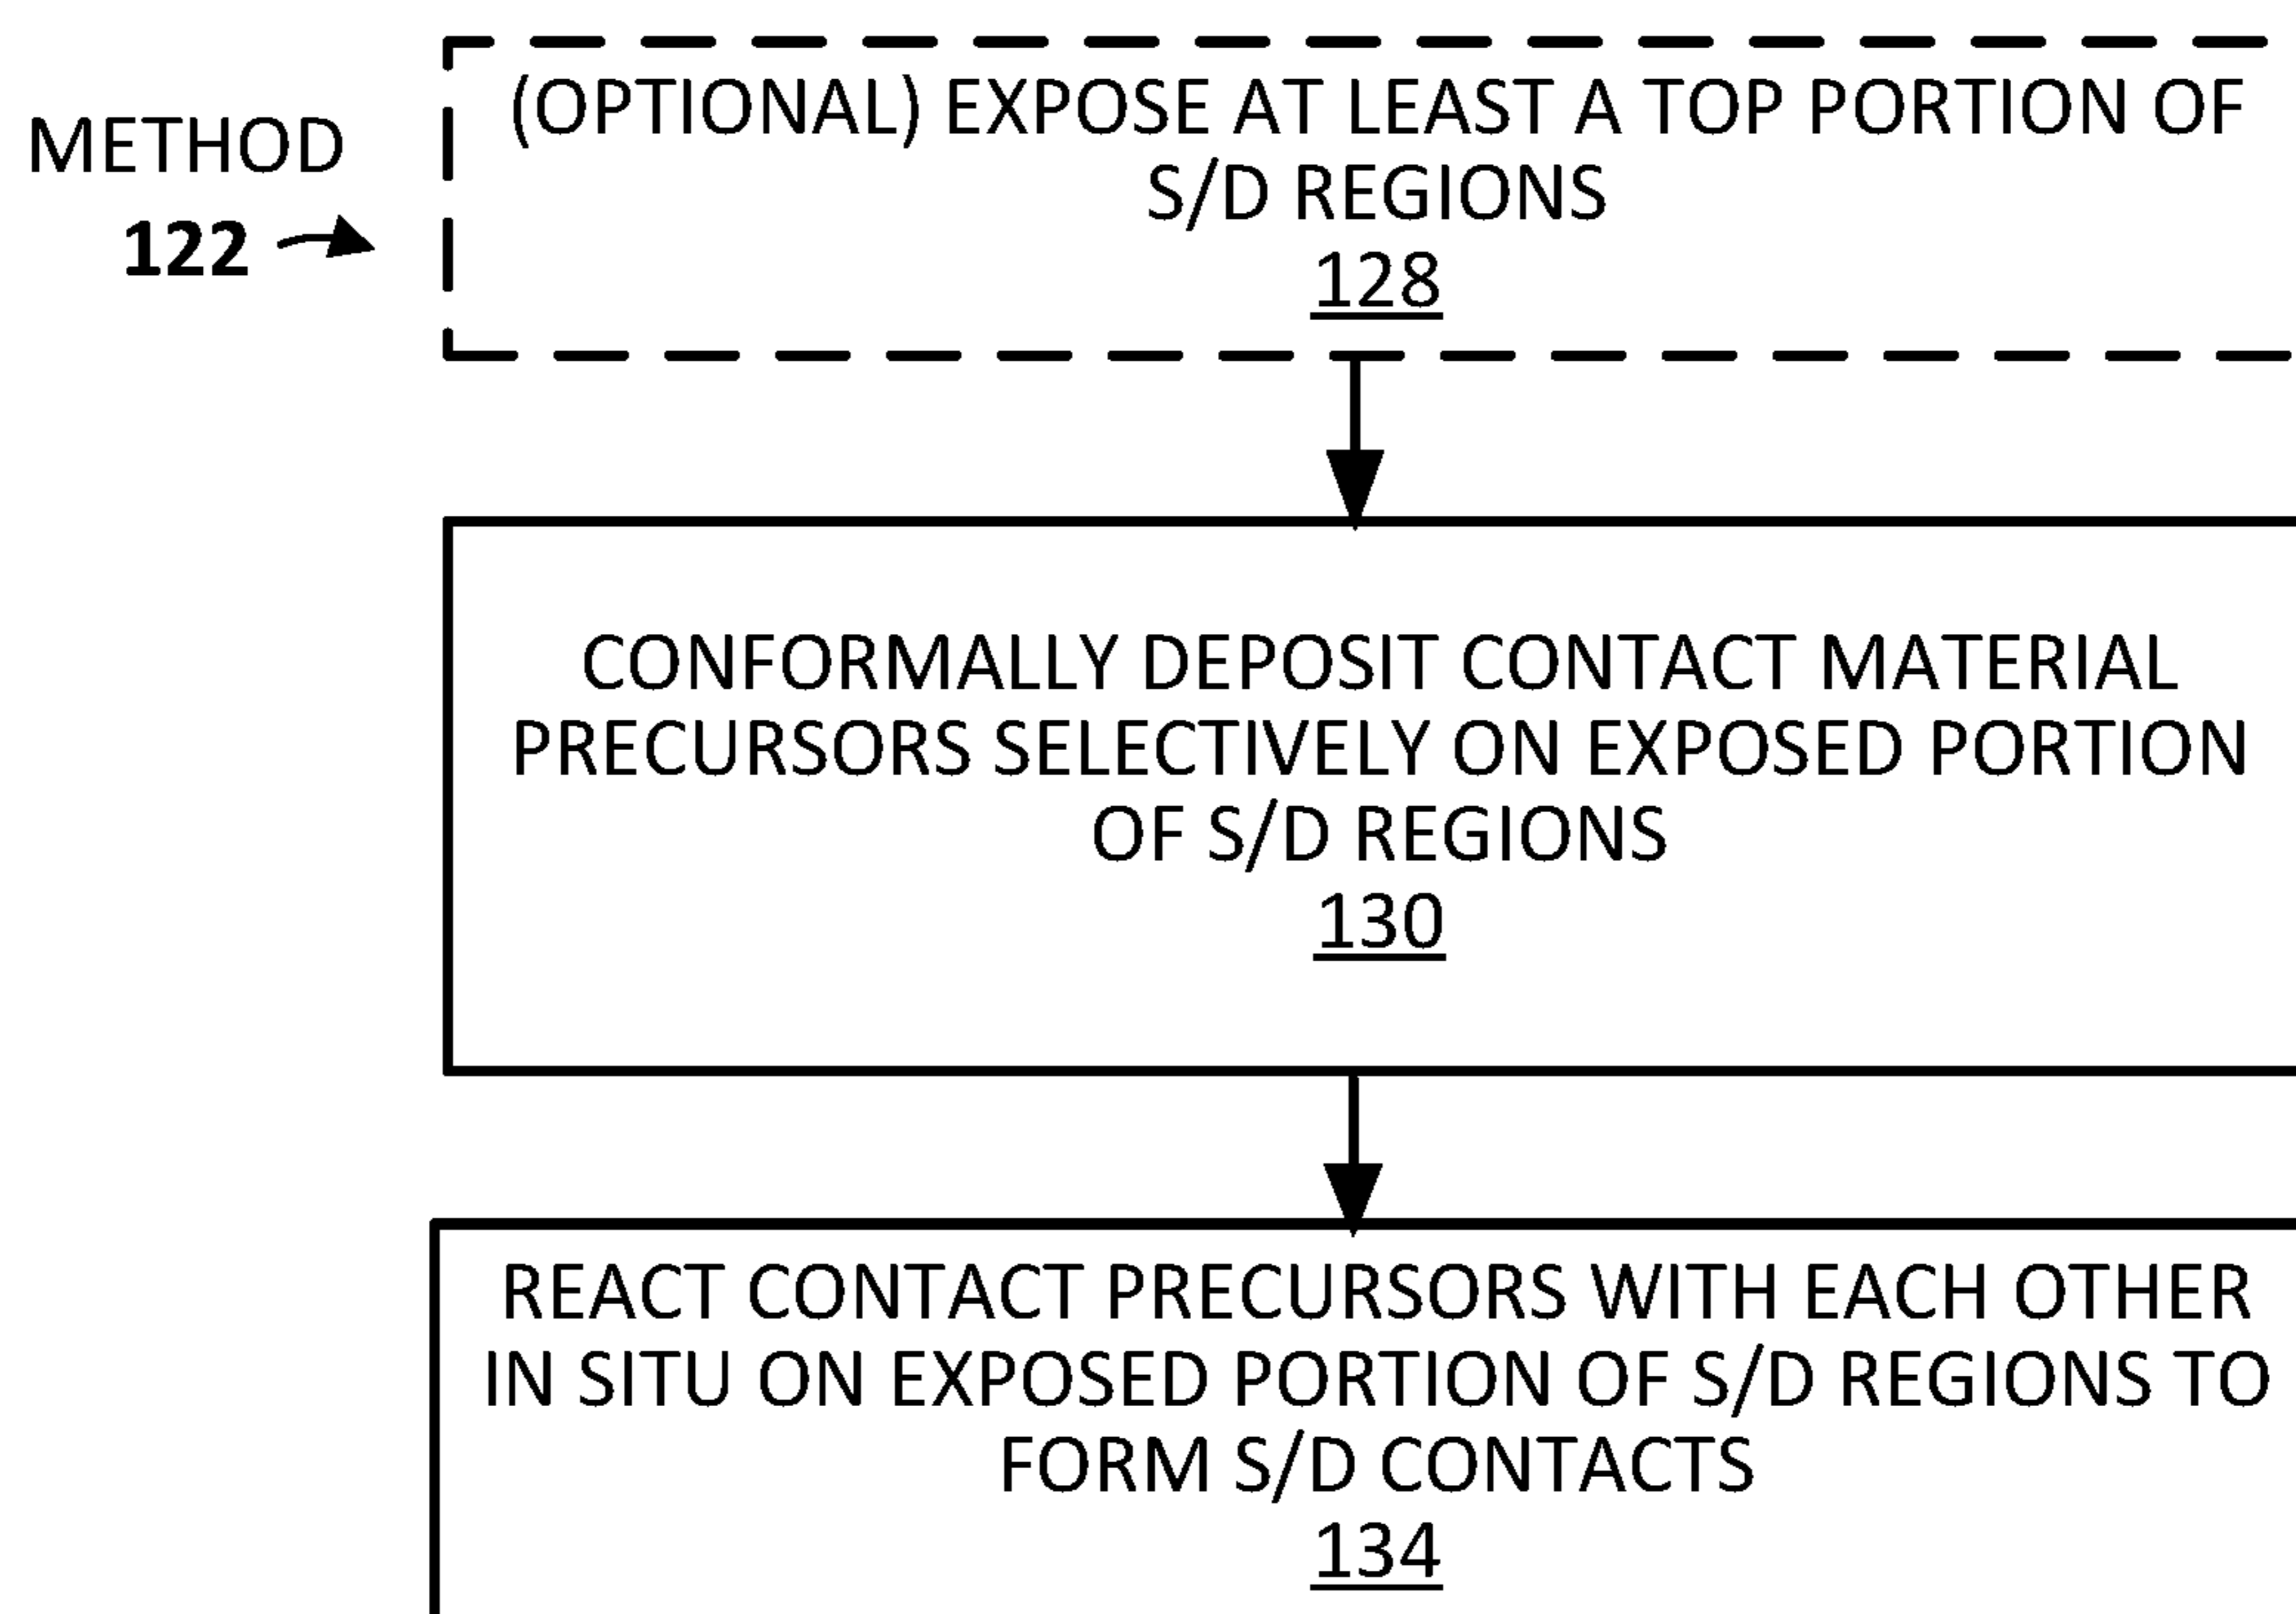 METHOD
122
(OPTIONAL) EXPOSE AT LEAST A TOP PORTION OF
S/D REGIONS
128
CONFORMALLY DEPOSIT CONTACT MATERIAL
PRECURSORS SELECTIVELY ON EXPOSED PORTION
OF S/D REGIONS
130
REACT CONTACT PRECURSORS WITH EACH OTHER
IN SITU ON EXPOSED PORTION OF S/D REGIONS TO
FORM S/D CONTACTS
134